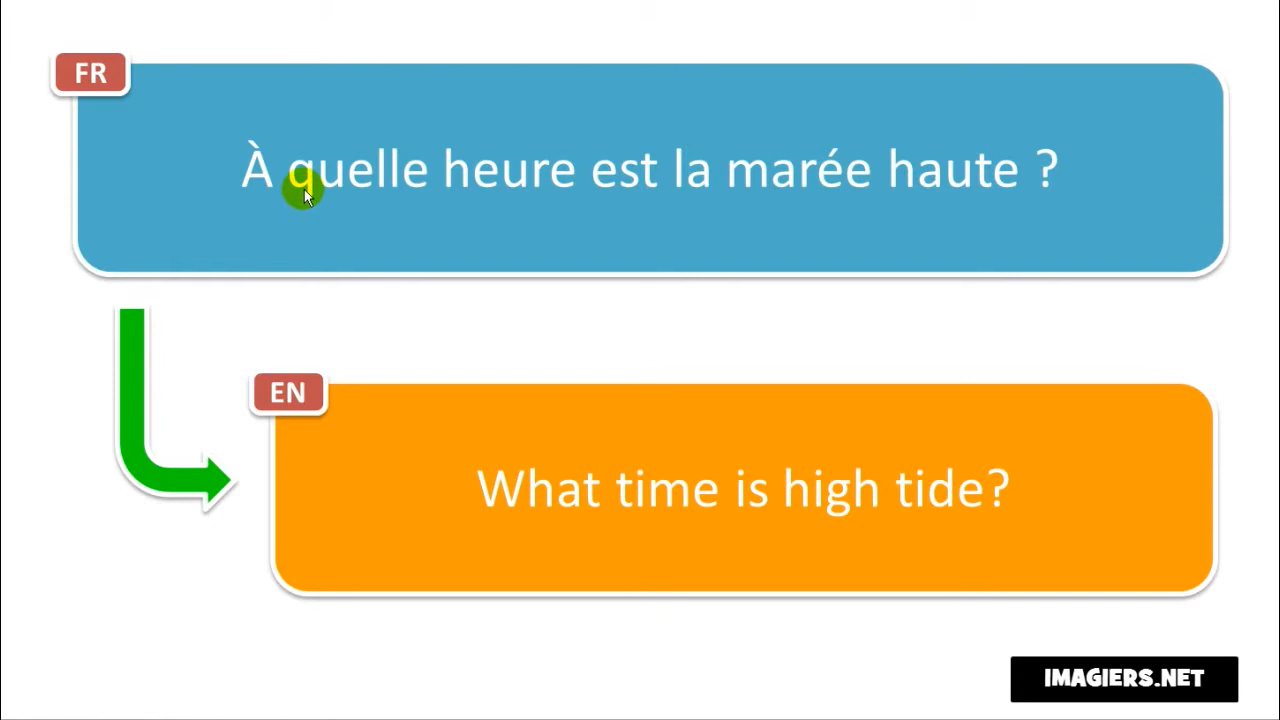 FR
À quelle heure est la marée haute ?
EN
What time is high tide?
IMAGIERS.NET